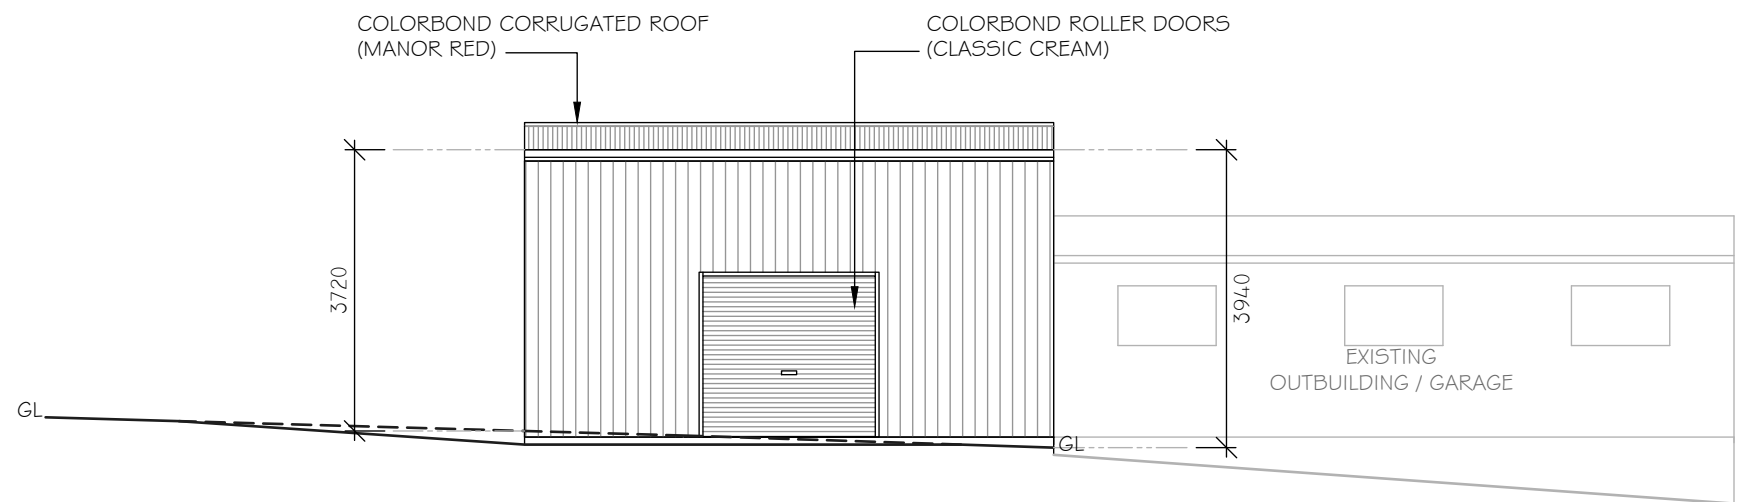 COLORBOND CORRUGATED ROOF
(MANOR RED)
COLORBOND ROLLER DOORS
(CLASSIC CREAM)
3720
3940
EXISTING
OUTBUILDING / GARAGE
GL
GL